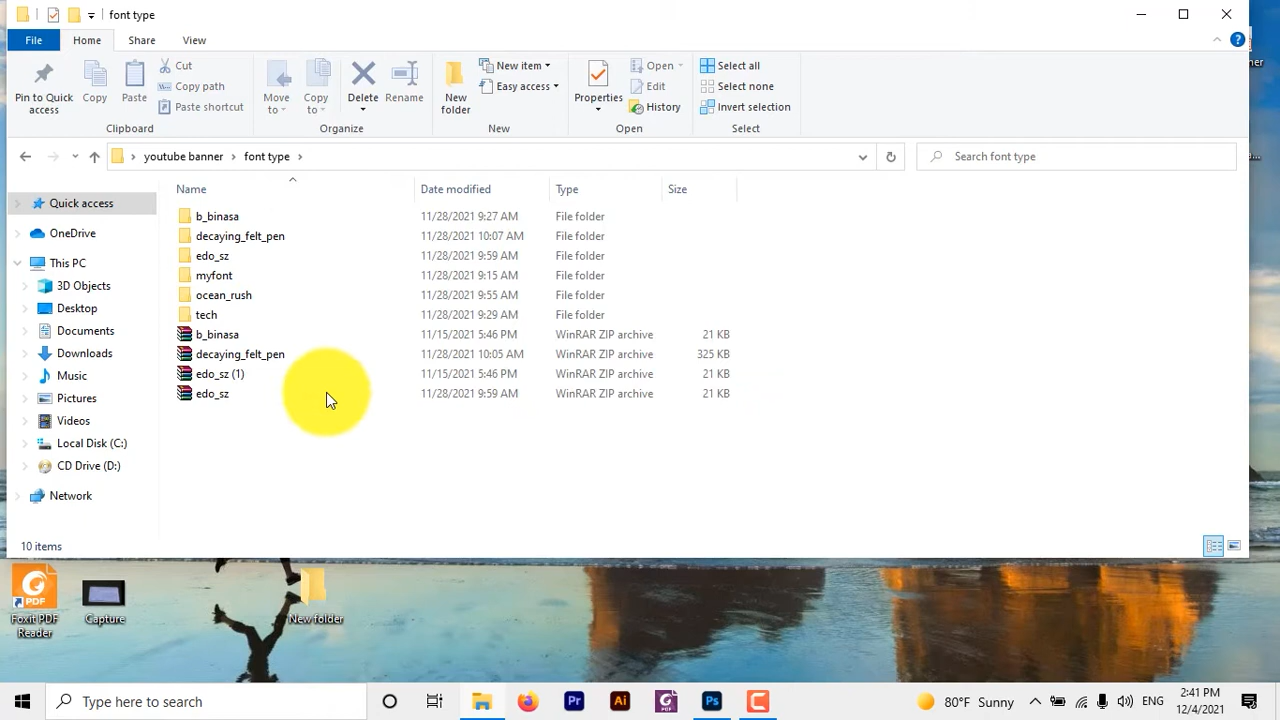 font type
File
Home
Share
View
Pin to Quick access
Copy
Paste
Cut
Copy path
Paste shortcut
Clipboard
Move to
Copy to
Delete
Rename
Organize
New folder
New item
Easy access
New
Properties
Open
Edit
History
Open
Select all
Select none
Invert selection
Select
youtube banner > font type >
Search font type
Name Date modified Type Size
b_binasa 11/28/2021 9:27 AM File folder
decaying_felt_pen 11/28/2021 10:07 AM File folder
edo_sz 11/28/2021 9:59 AM File folder
myfont 11/28/2021 9:15 AM File folder
ocean_rush 11/28/2021 9:55 AM File folder
tech 11/28/2021 9:29 AM File folder
b_binasa 11/15/2021 5:46 PM WinRAR ZIP archive 21 KB
decaying_felt_pen 11/28/2021 10:05 AM WinRAR ZIP archive 325 KB
edo_sz (1) 11/15/2021 5:46 PM WinRAR ZIP archive 21 KB
edo_sz 11/28/2021 9:59 AM WinRAR ZIP archive 21 KB
Quick access
OneDrive
This PC
3D Objects
Desktop
Documents
Downloads
Music
Pictures
Videos
Local Disk (C:)
CD Drive (D:)
Network
10 items
PDF
Foxit PDF
Reader
Capture
New folder
Type here to search
Pr
Ai
PDF
Ps
80°F Sunny
ENG
2:41 PM
12/4/2021